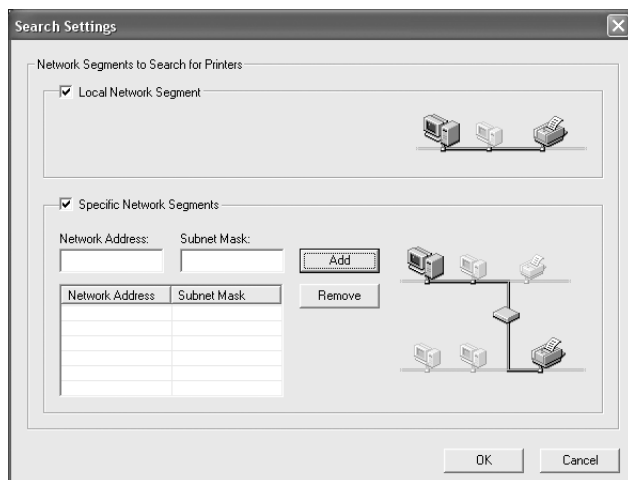 Search Settings
Network Segments to Search for Printers
Local Network Segment
Specific Network Segments
Network Address: Subnet Mask:
Add
Network Address Subnet Mask
Remove
OK Cancel